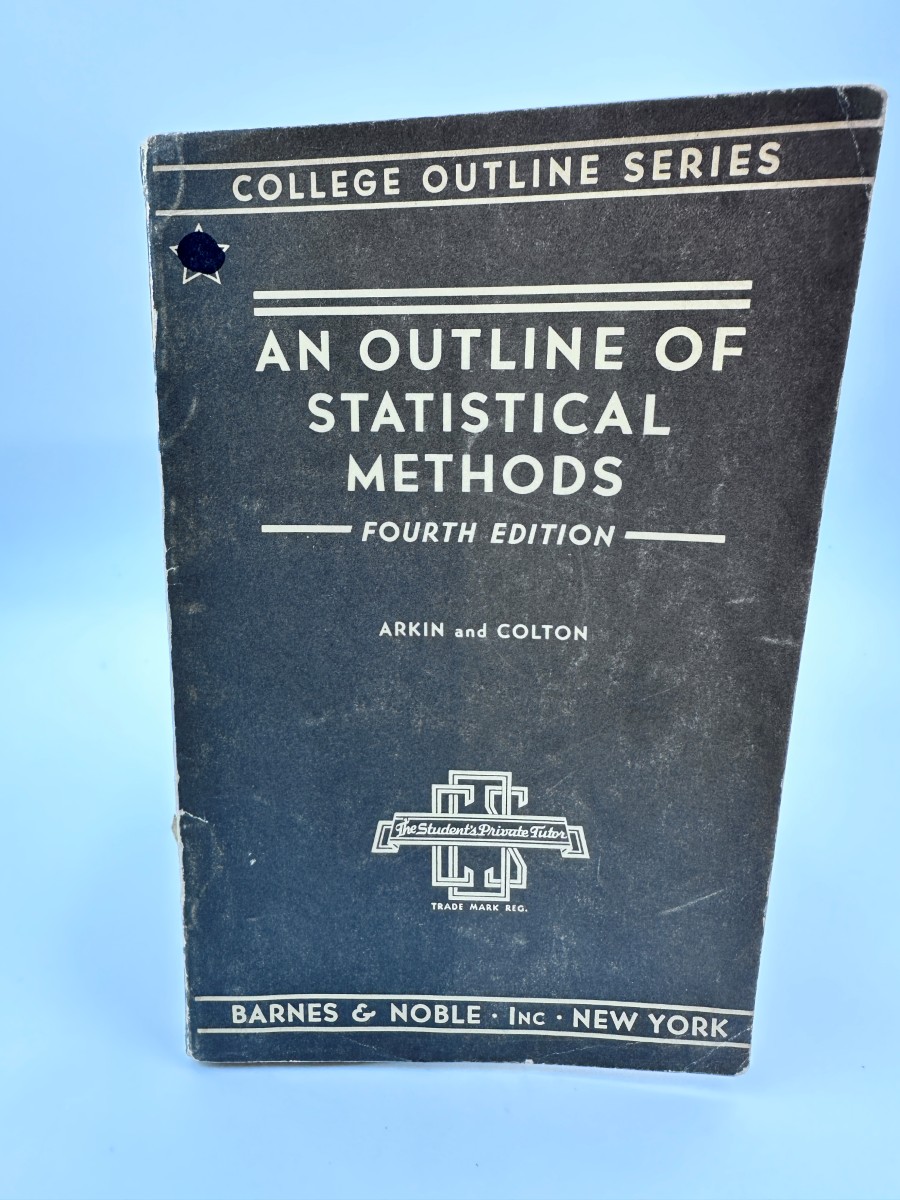 COLLEGE OUTLINE SERIES
AN OUTLINE OF
STATISTICAL
METHODS
FOURTH EDITION
ARKIN and COLTON
COS
The Student's Private Tutor
TRADE MARK REG.
BARNES & NOBLE · INC · NEW YORK